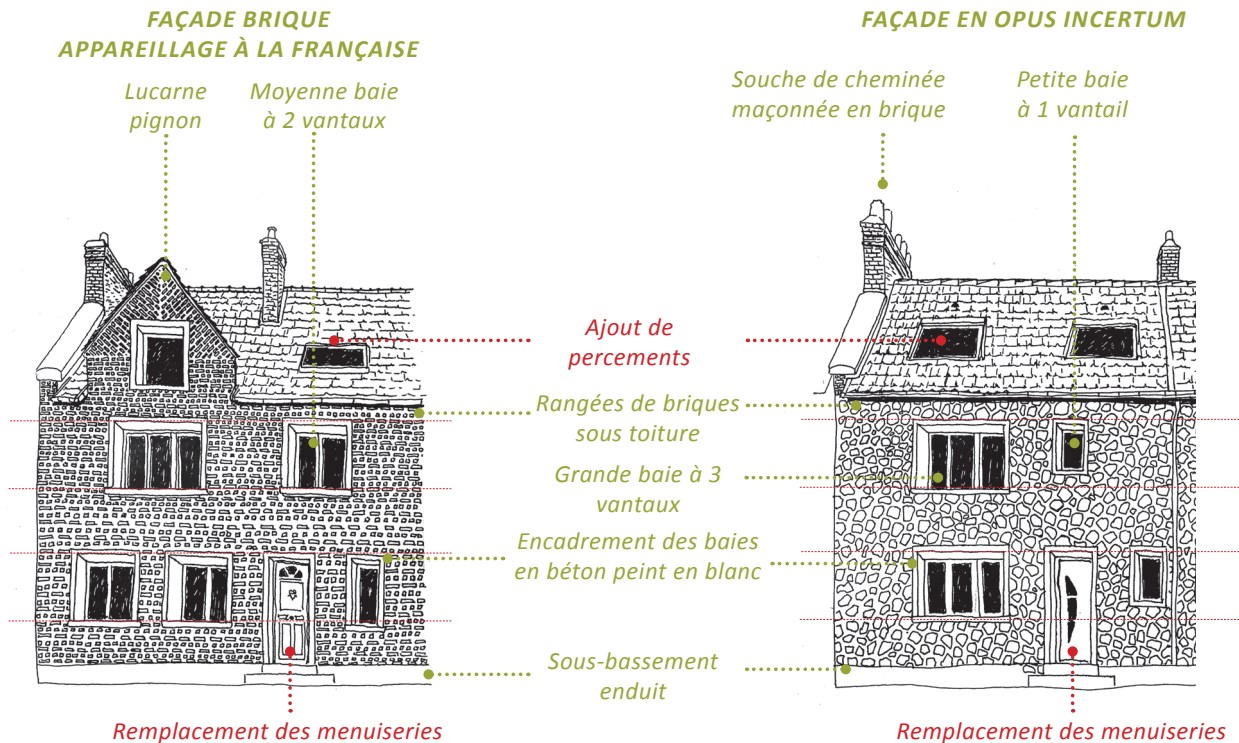 FAÇADE BRIQUE
APPAREILLAGE À LA FRANÇAISE
Lucarne
pignon
Moyenne baie
à 2 vantaux
FAÇADE EN OPUS INCERTUM
Souche de cheminée
maçonnée en brique
Petite baie
à 1 vantail
Ajout de
percements
Rangées de briques
sous toiture
Grande baie à 3
vantaux
Encadrement des baies
en béton peint en blanc
Sous-bassement
enduit
Remplacement des menuiseries
Remplacement des menuiseries